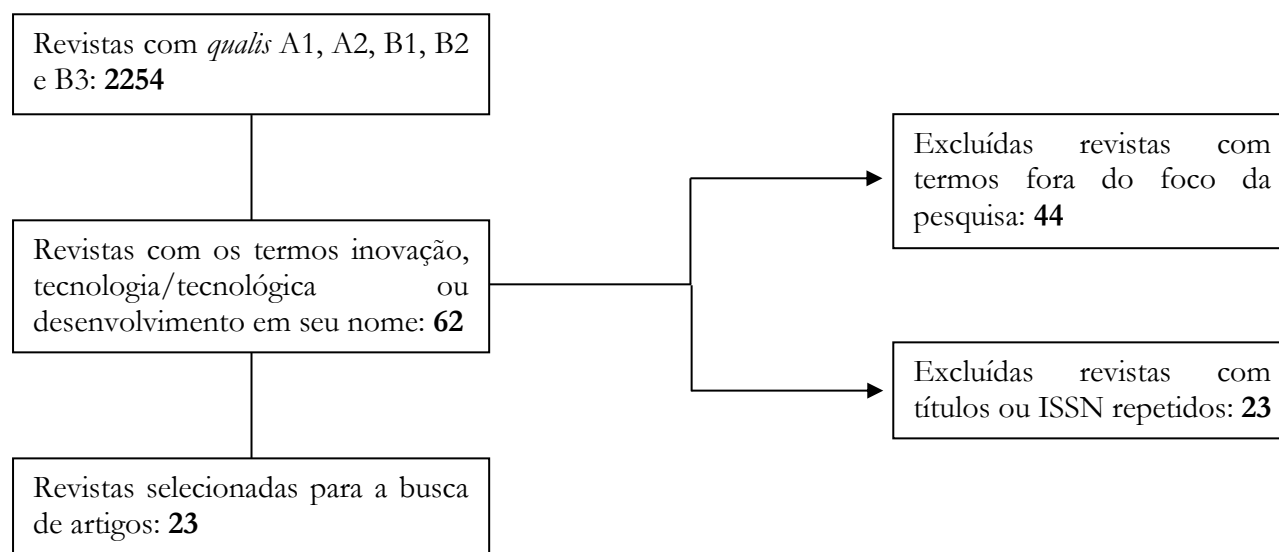 Revistas com qualis A1, A2, B1, B2
e B3: 2254
Excluídas revistas com
termos fora do foco da
pesquisa: 44
Revistas com os termos inovação,
tecnologia/tecnológica ou
desenvolvimento em seu nome: 62
Excluídas revistas com
títulos ou ISSN repetidos: 23
Revistas selecionadas para a busca
de artigos: 23